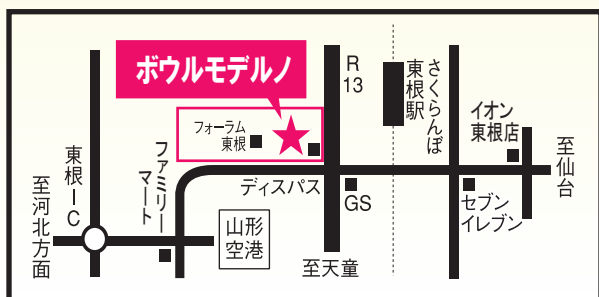 ボウルモデルノ
R
13
さくらんぼ
東根駅
イオン
東根店
至仙台
フォーラム
東根
ファミリー
マート
東根IC
至河北方面
ディスパス
GS
セブン
イレブン
山形
空港
至天童